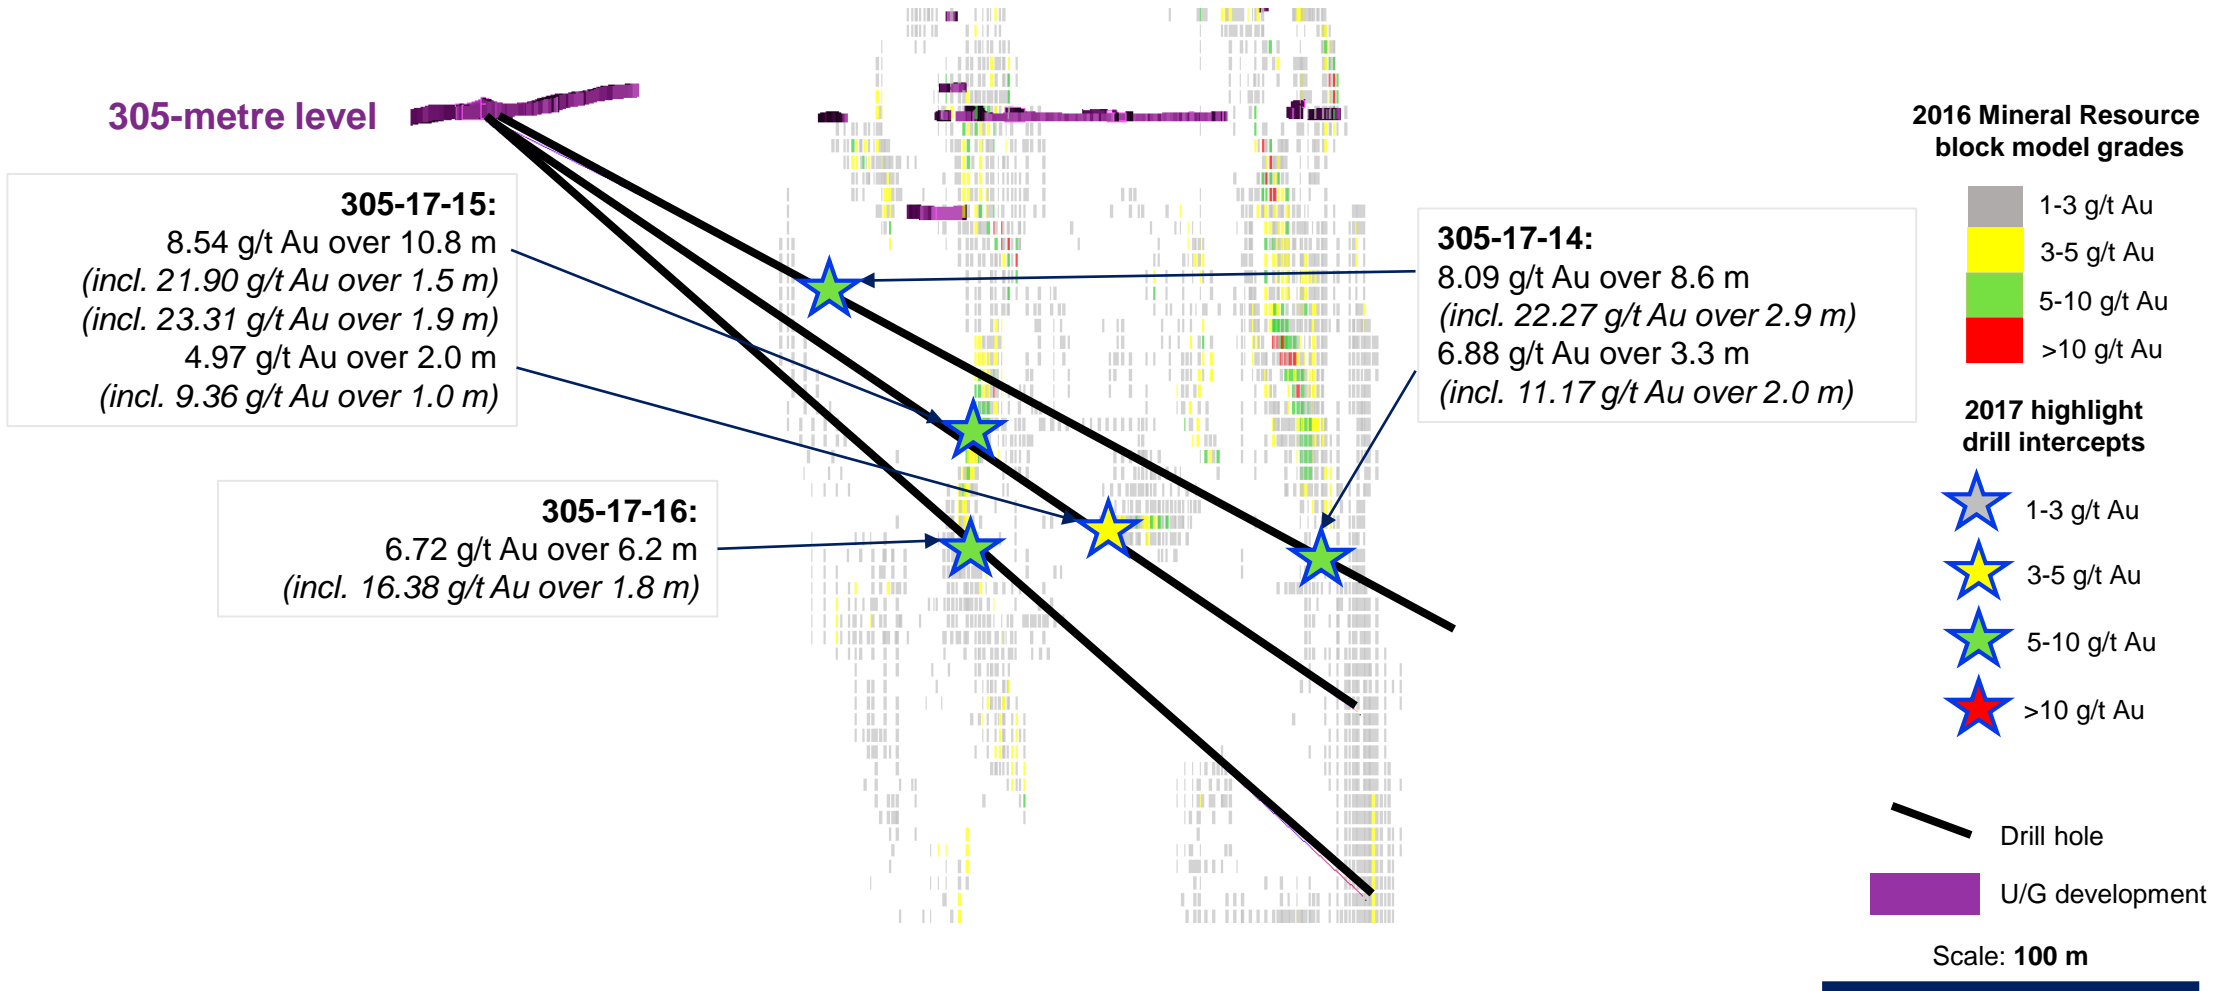 305-metre level
305-17-15:
8.54 g/t Au over 10.8 m
(incl. 21.90 g/t Au over 1.5 m)
(incl. 23.31 g/t Au over 1.9 m)
4.97 g/t Au over 2.0 m
(incl. 9.36 g/t Au over 1.0 m)
305-17-16:
6.72 g/t Au over 6.2 m
(incl. 16.38 g/t Au over 1.8 m)
305-17-14:
8.09 g/t Au over 8.6 m
(incl. 22.27 g/t Au over 2.9 m)
6.88 g/t Au over 3.3 m
(incl. 11.17 g/t Au over 2.0 m)
2016 Mineral Resource
block model grades
1-3 g/t Au
3-5 g/t Au
5-10 g/t Au
>10 g/t Au
2017 highlight
drill intercepts
1-3 g/t Au
3-5 g/t Au
5-10 g/t Au
>10 g/t Au
Drill hole
U/G development
Scale: 100 m